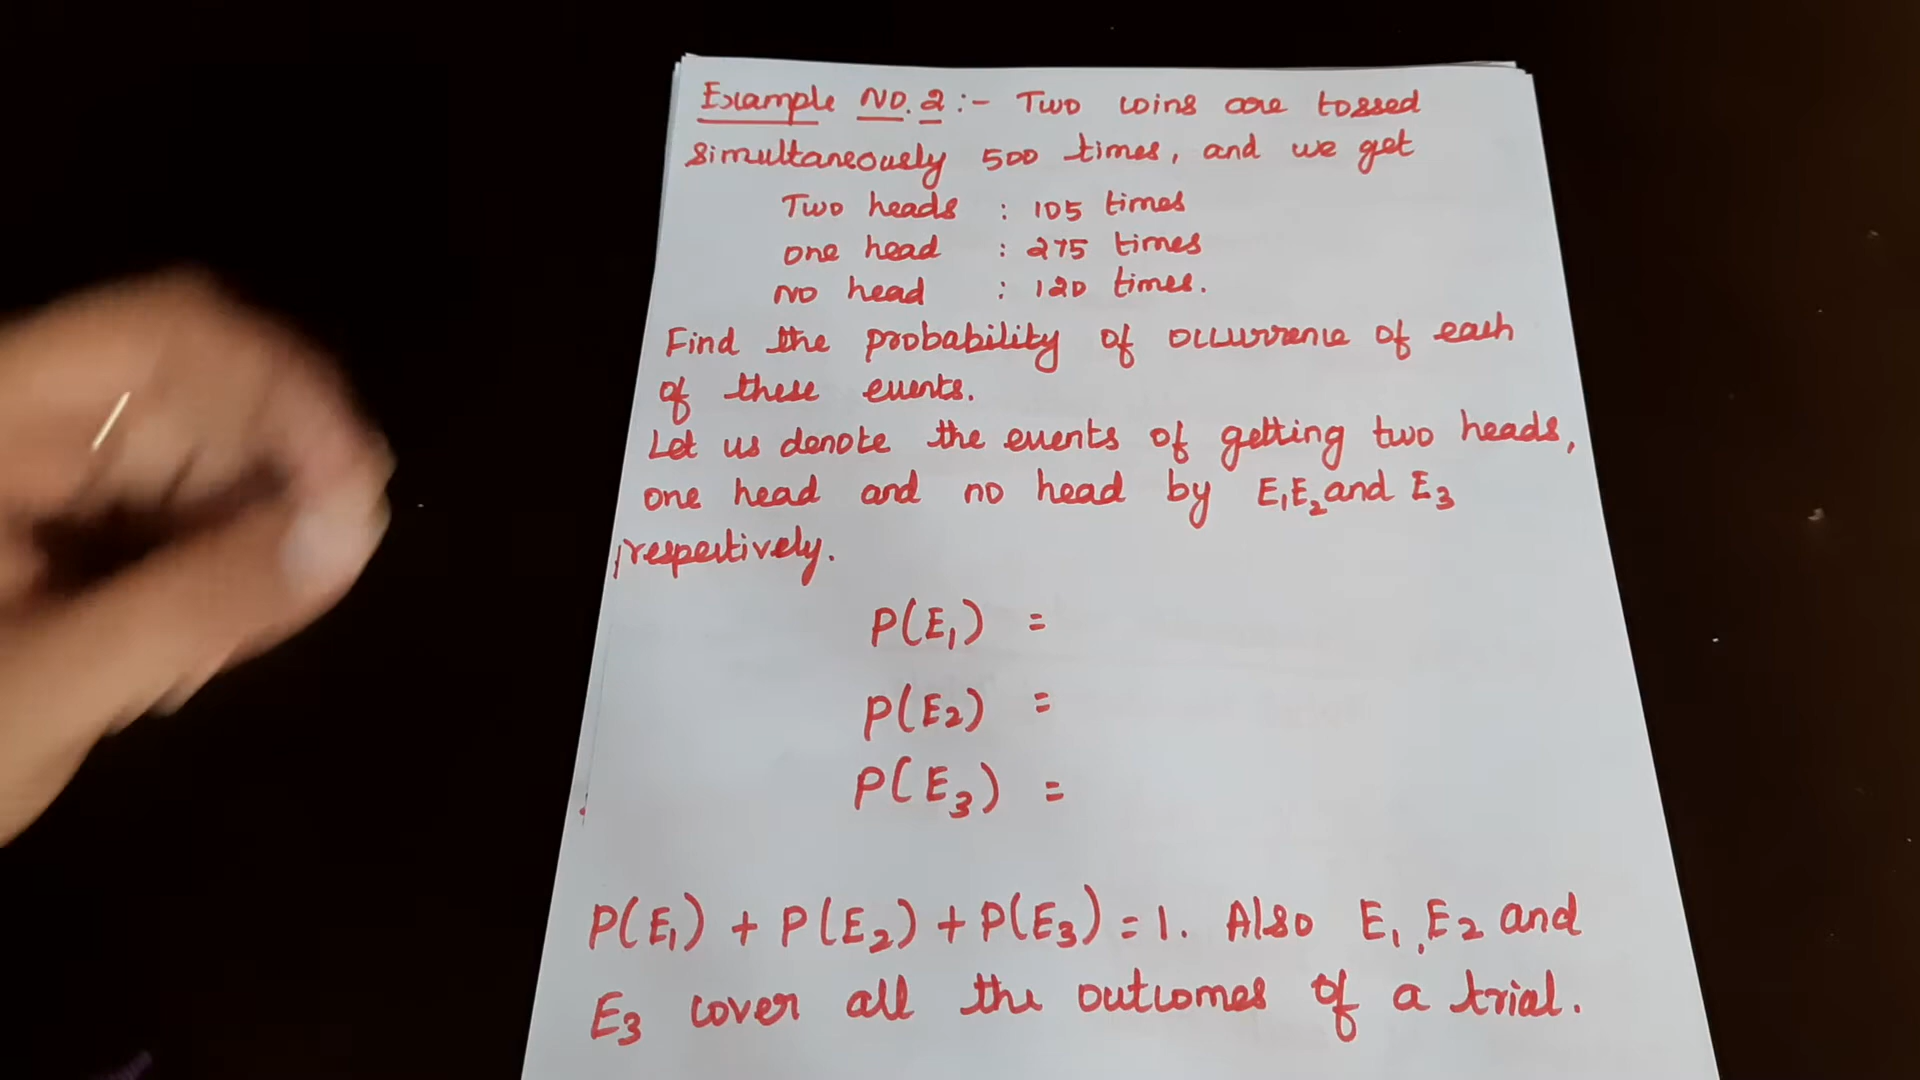 Example No. 2 :- Two coins are tossed
simultaneously 500 times, and we get
Two heads : 105 times
one head : 275 times
No head : 120 times.
Find the probability of occurrence of each
of these events.
Let us denote the events of getting two heads,
one head and no head by E₁E₂and E₃
respectively.
P(E₁) =
P(E₂) =
P(E₃) =
P(E₁) + P(E₂) + P(E₃) = 1. Also E₁, E₂ and
E₃ cover all the outcomes of a trial.